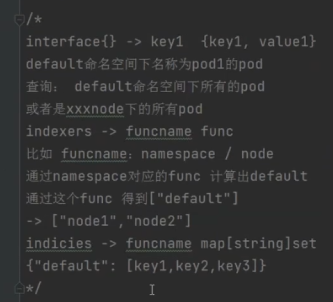 /*
interface{} -> key1  {key1, value1}
default命名空间下名称为pod1的pod
查询： default命名空间下所有的pod
或者是xxxnode下的所有pod
indexers -> funcname func
比如 funcname：namespace / node
通过namespace对应的func 计算出default
通过这个func 得到["default"]
-> ["node1","node2"]
indicies -> funcname map[string]set
{"default": [key1,key2,key3]}
*/